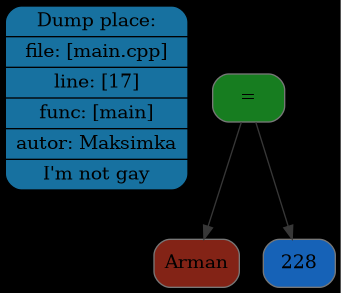 Dump place:
file: [main.cpp]
line: [17]
func: [main]
autor: Maksimka
I'm not gay
=
Arman
228